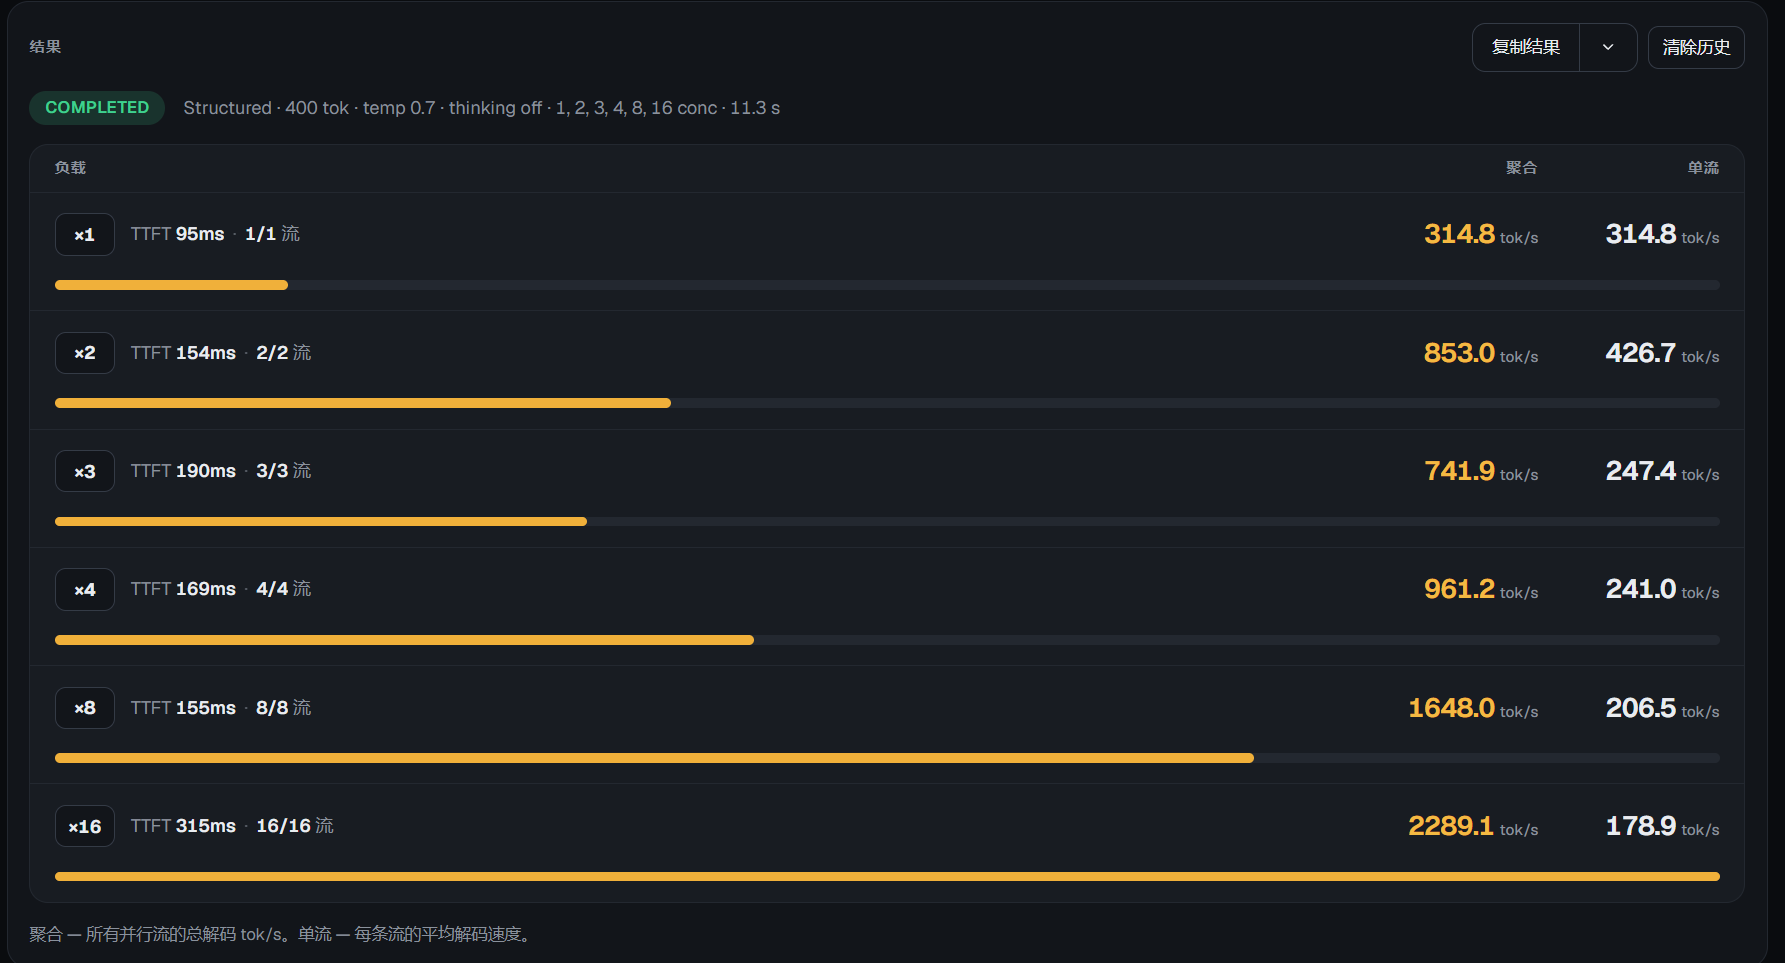 结果
复制结果
清除历史
COMPLETED Structured · 400 tok · temp 0.7 · thinking off · 1, 2, 3, 4, 8, 16 conc · 11.3 s
负载 聚合 单流
×1 TTFT 95ms · 1/1 流 314.8 tok/s 314.8 tok/s
×2 TTFT 154ms · 2/2 流 853.0 tok/s 426.7 tok/s
×3 TTFT 190ms · 3/3 流 741.9 tok/s 247.4 tok/s
×4 TTFT 169ms · 4/4 流 961.2 tok/s 241.0 tok/s
×8 TTFT 155ms · 8/8 流 1648.0 tok/s 206.5 tok/s
×16 TTFT 315ms · 16/16 流 2289.1 tok/s 178.9 tok/s
聚合 — 所有并行流的总解码 tok/s。单流 — 每条流的平均解码速度。